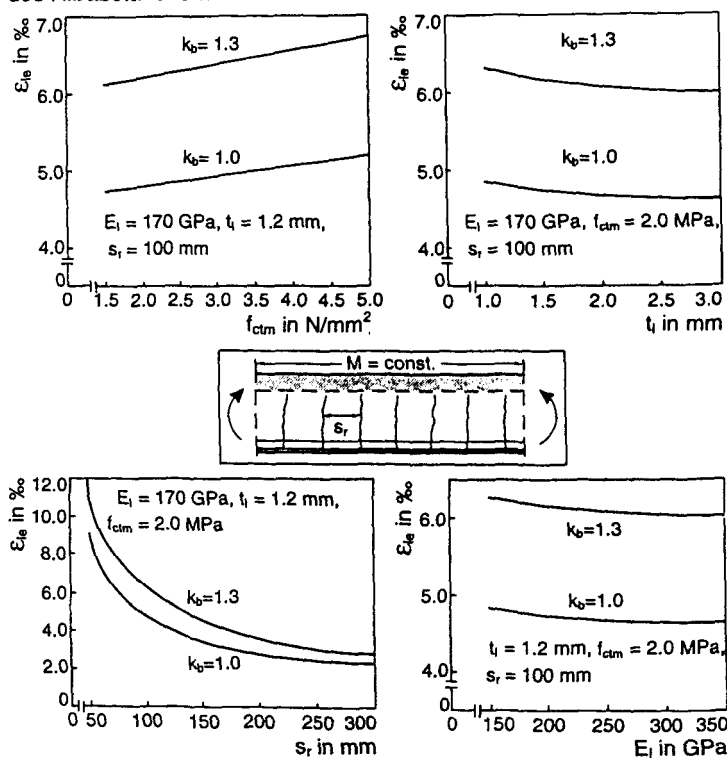 7.0
k_b= 1.3
6.0
ε_le in ‰
k_b= 1.0
5.0
E_l = 170 GPa, t_l = 1.2 mm,
s_r = 100 mm
4.0
0
0 1.5 2.0 2.5 3.0 3.5 4.0 4.5 5.0
f_ctm in N/mm²
7.0
k_b= 1.3
6.0
ε_le in ‰
k_b= 1.0
5.0
E_l = 170 GPa, f_ctm = 2.0 MPa,
s_r = 100 mm
4.0
0
0 1.0 1.5 2.0 2.5 3.0
t_l in mm
M = const.
s_r
12.0
E_l = 170 GPa, t_l = 1.2 mm,
f_ctm = 2.0 MPa
10.0
ε_le in ‰
8.0
6.0
k_b= 1.3
4.0
k_b= 1.0
2.0
0
0 50 100 150 200 250 300
s_r in mm
6.0
ε_le in ‰
k_b= 1.3
k_b= 1.0
5.0
t_l = 1.2 mm, f_ctm = 2.0 MPa,
s_r = 100 mm
4.0
0
0 150 200 250 300 350
E_l in GPa